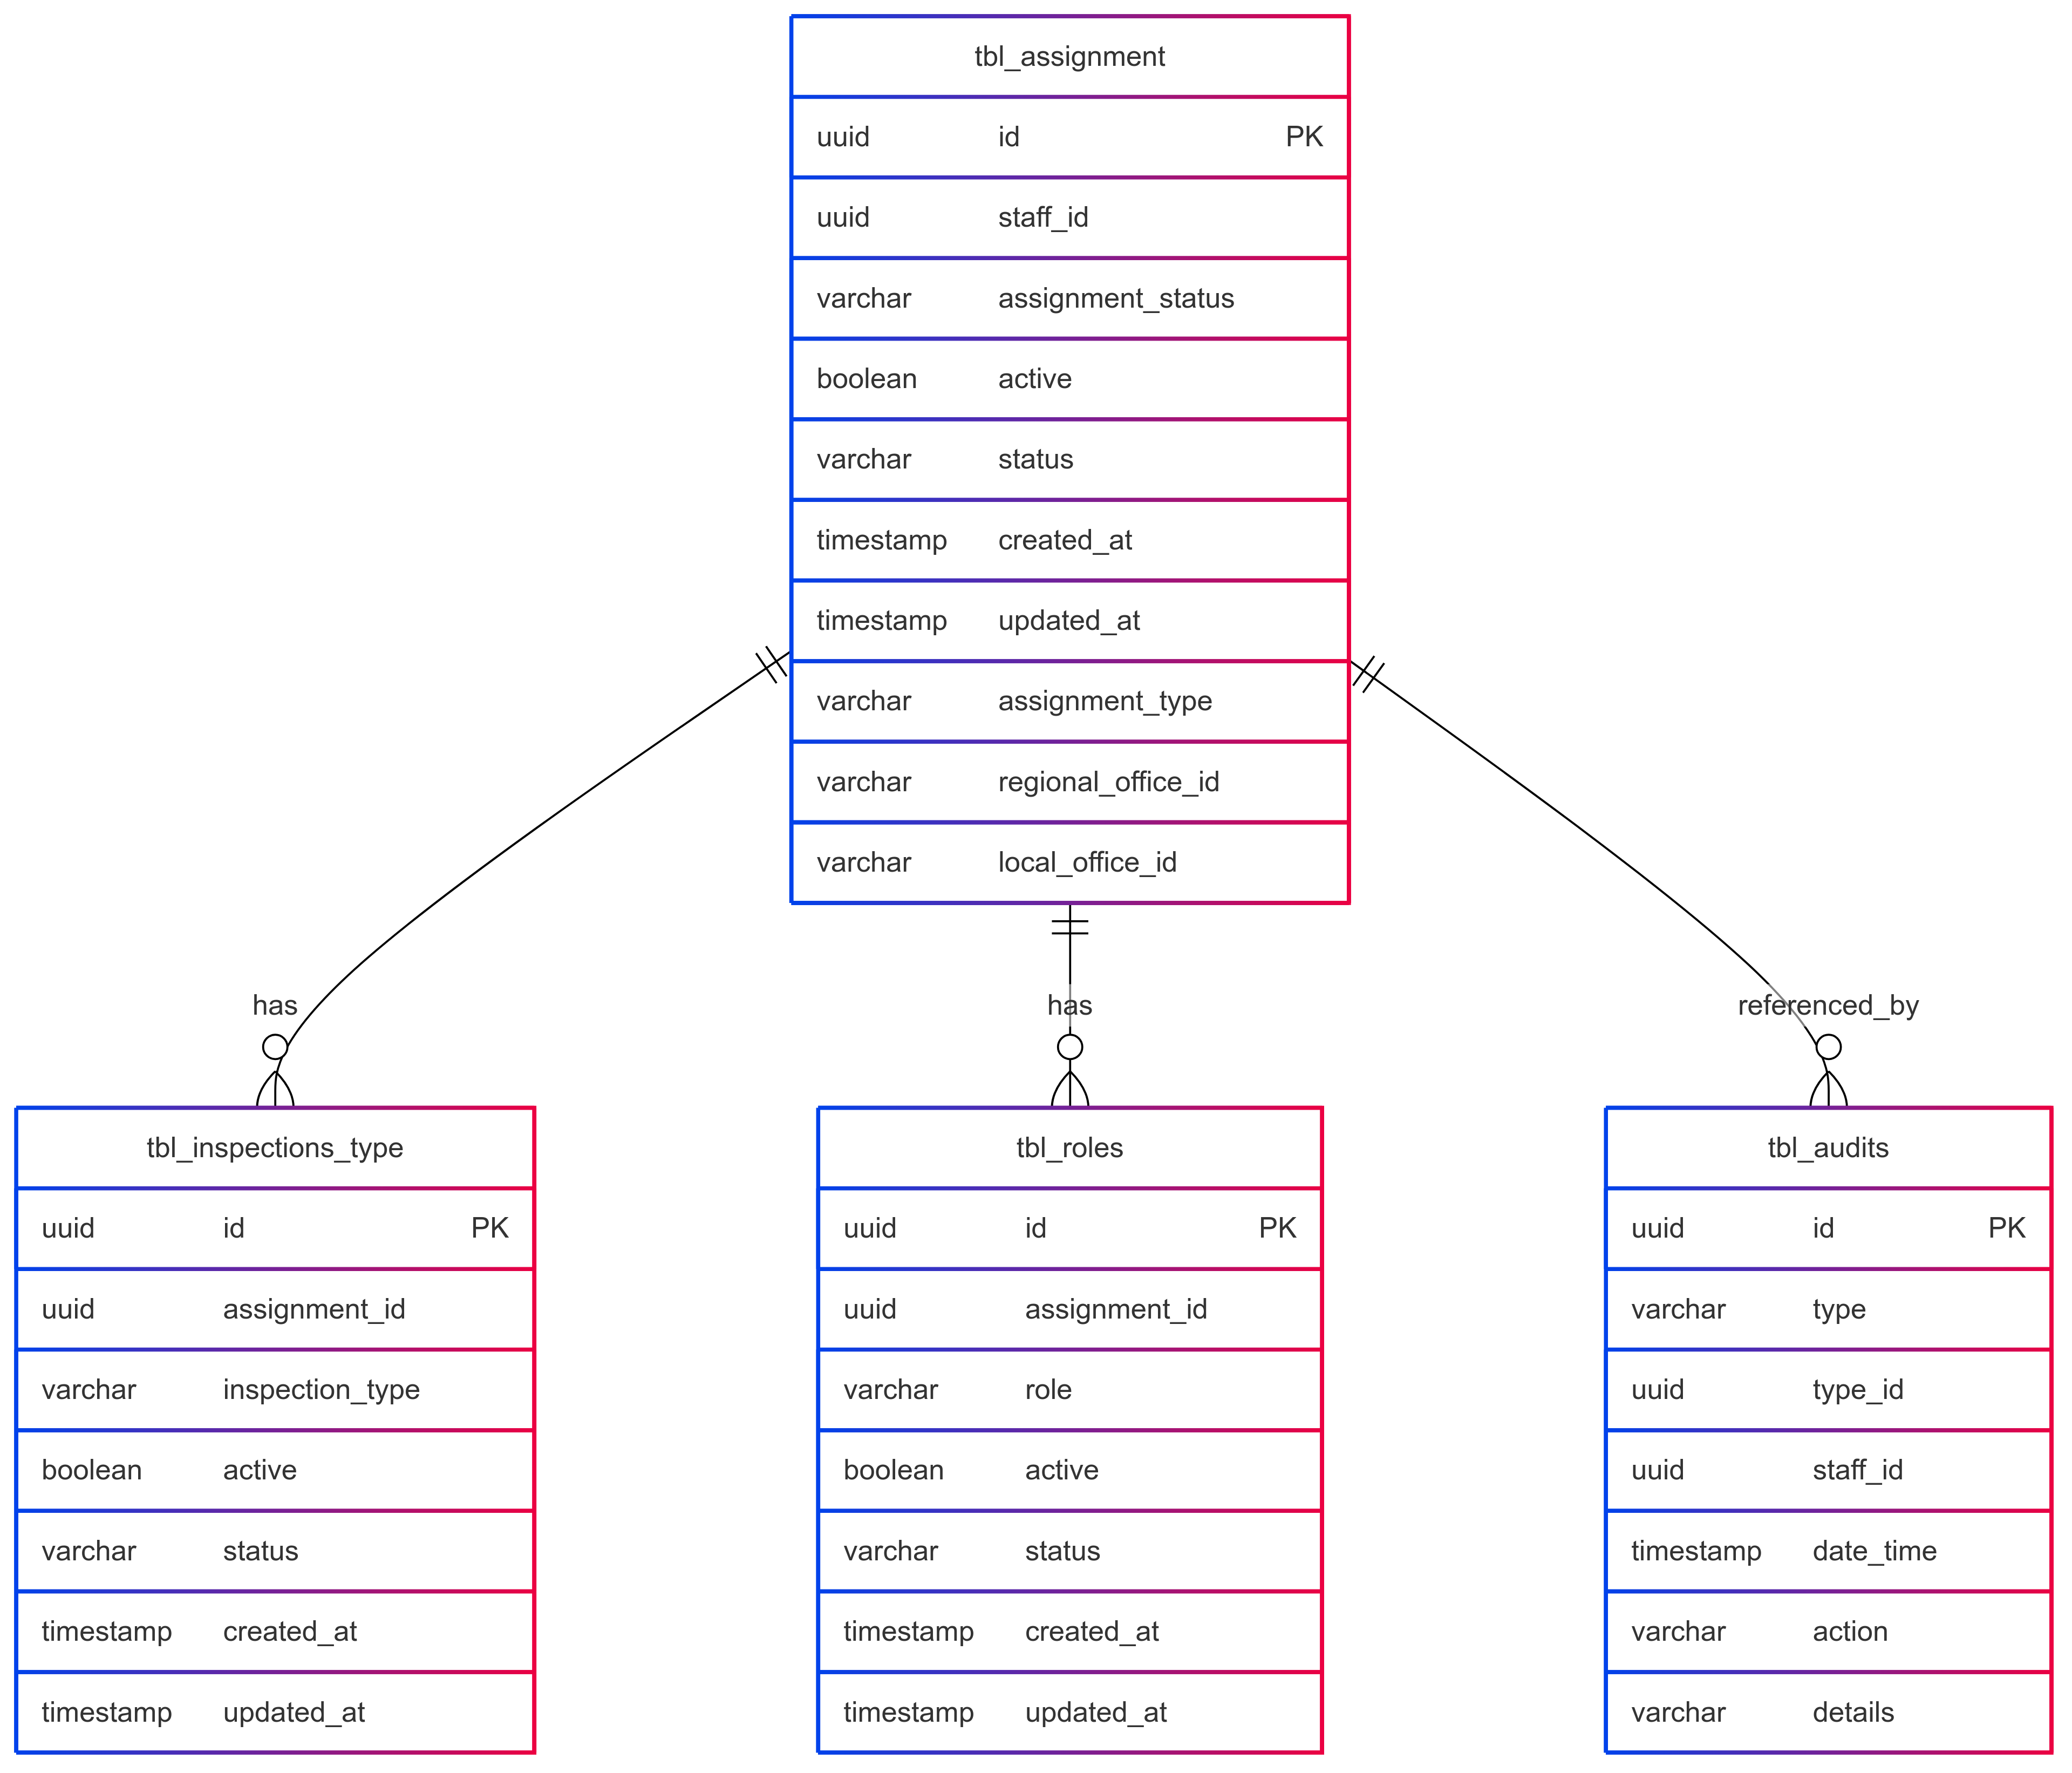 tbl_assignment
uuid id PK
uuid staff_id
varchar assignment_status
boolean active
varchar status
timestamp created_at
timestamp updated_at
varchar assignment_type
varchar regional_office_id
varchar local_office_id
has
has
referenced_by
tbl_inspections_type
uuid id PK
uuid assignment_id
varchar inspection_type
boolean active
varchar status
timestamp created_at
timestamp updated_at
tbl_roles
uuid id PK
uuid assignment_id
varchar role
boolean active
varchar status
timestamp created_at
timestamp updated_at
tbl_audits
uuid id PK
varchar type
uuid type_id
uuid staff_id
timestamp date_time
varchar action
varchar details